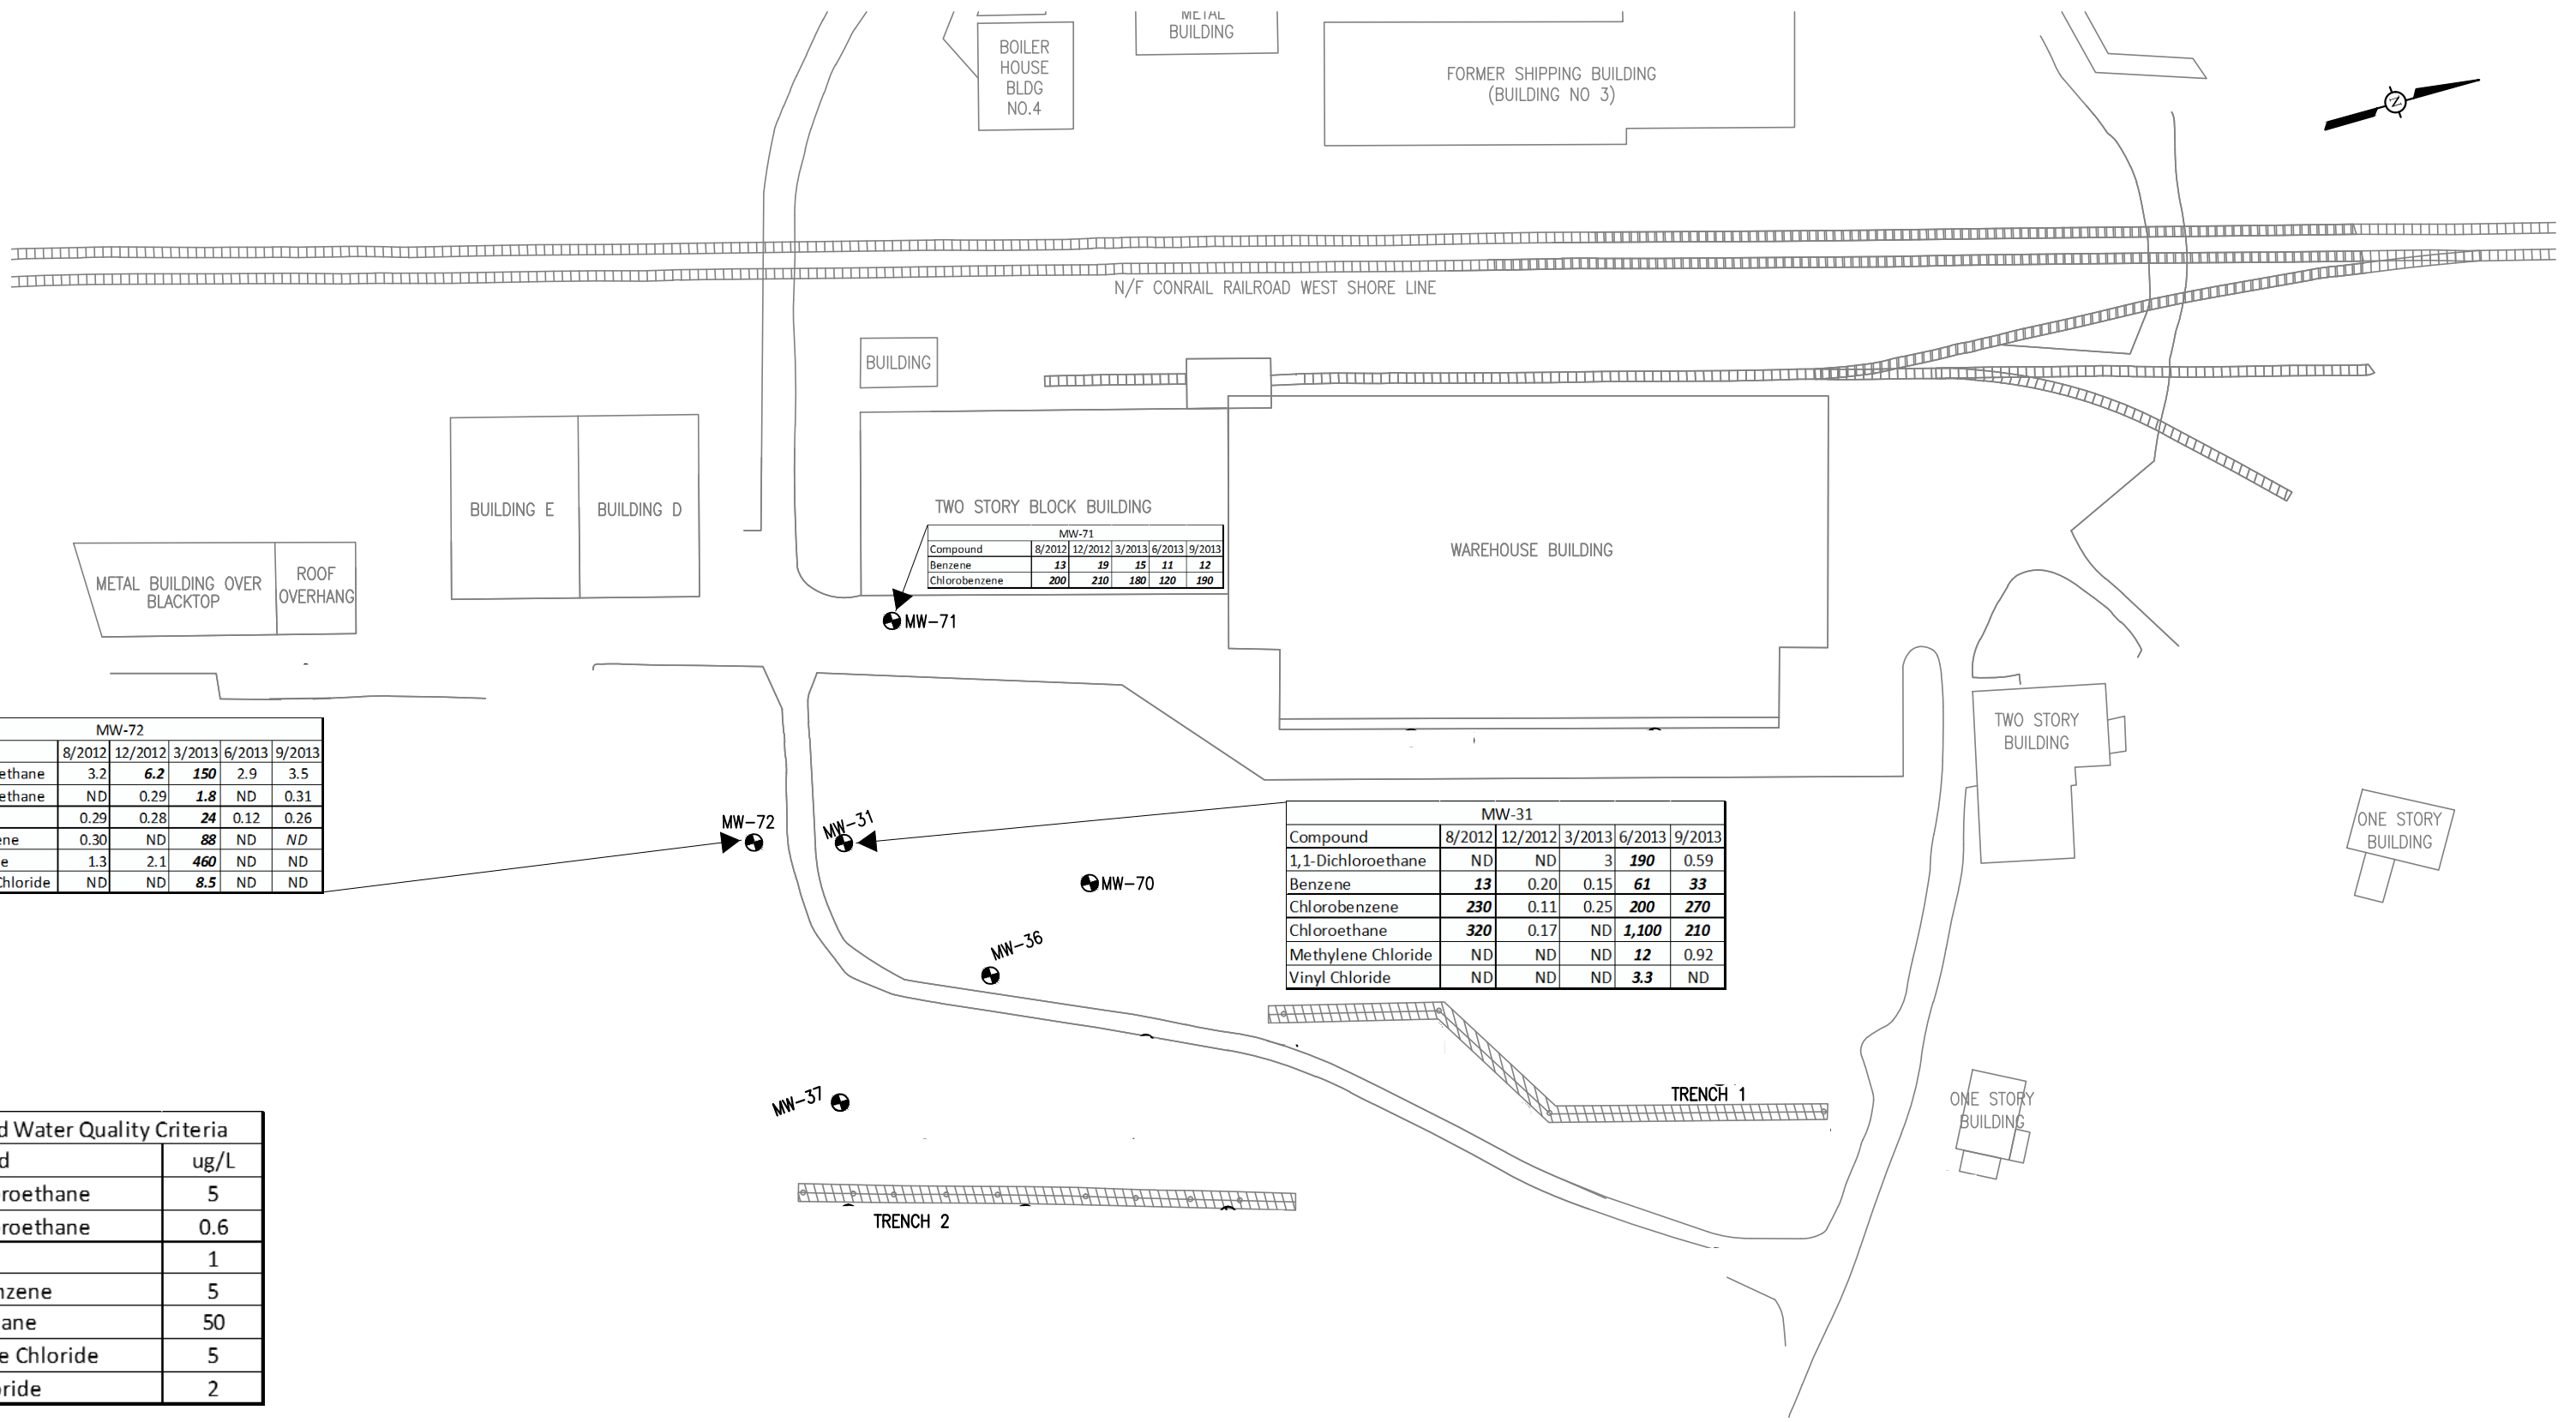 METAL
BUILDING
BOILER
HOUSE
BLDG
NO.4
FORMER SHIPPING BUILDING
(BUILDING NO 3)
N
N/F CONRAIL RAILROAD WEST SHORE LINE
BUILDING
BUILDING E
BUILDING D
TWO STORY BLOCK BUILDING
MW-71
Compound 8/2012 12/2012 3/2013 6/2013 9/2013
Benzene 13 19 15 11 12
Chlorobenzene 200 210 180 120 190
WAREHOUSE BUILDING
METAL BUILDING OVER
BLACKTOP
ROOF
OVERHANG
MW-71
MW-72
8/2012 12/2012 3/2013 6/2013 9/2013
ethane 3.2 6.2 150 2.9 3.5
ethane ND 0.29 1.8 ND 0.31
0.29 0.28 24 0.12 0.26
ene 0.30 ND 88 ND ND
e 1.3 2.1 460 ND ND
Chloride ND ND 8.5 ND ND
TWO STORY
BUILDING
MW-72
MW-31
MW-31
Compound 8/2012 12/2012 3/2013 6/2013 9/2013
1,1-Dichloroethane ND ND 3 190 0.59
Benzene 13 0.20 0.15 61 33
Chlorobenzene 230 0.11 0.25 200 270
Chloroethane 320 0.17 ND 1,100 210
Methylene Chloride ND ND ND 12 0.92
Vinyl Chloride ND ND ND 3.3 ND
ONE STORY
BUILDING
MW-70
MW-36
MW-37
TRENCH 1
ONE STORY
BUILDING
TRENCH 2
d Water Quality Criteria
d ug/L
roethane 5
roethane 0.6
1
nzene 5
ane 50
e Chloride 5
ride 2